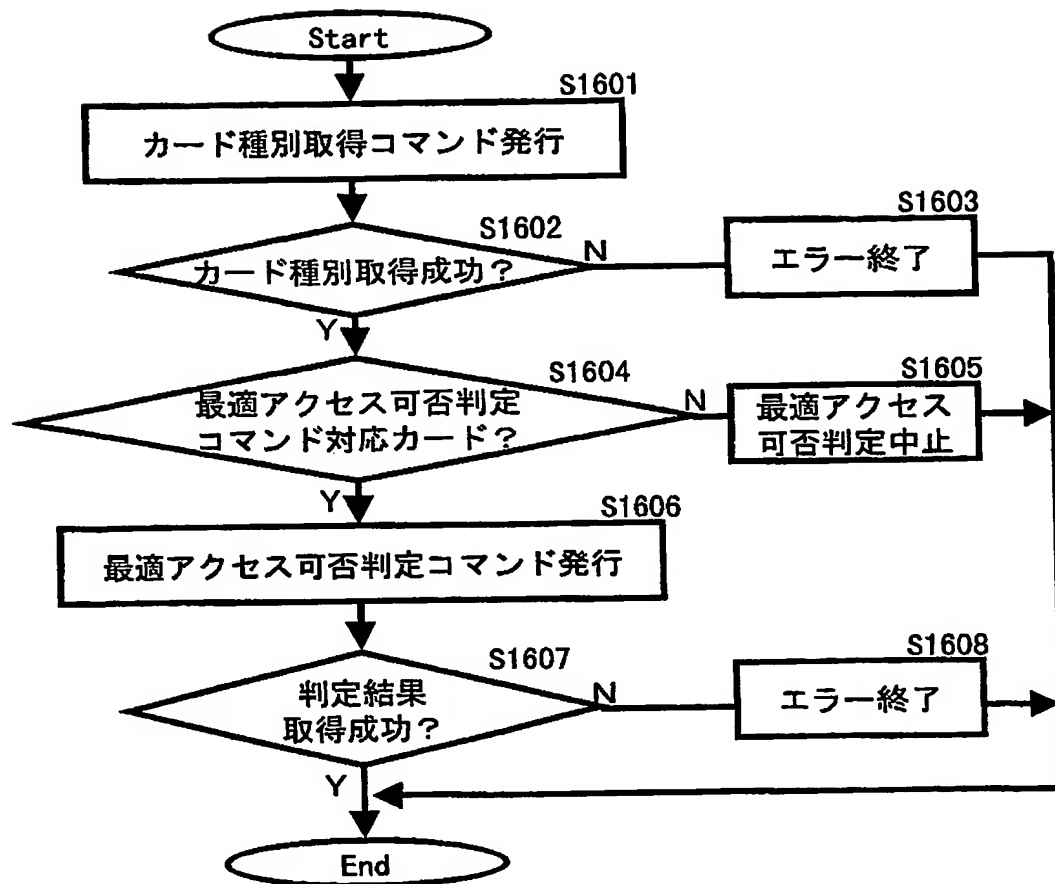 Start
S1601
カード種別取得コマンド発行
S1602
カード種別取得成功？
N
S1603
エラー終了
Y
S1604
最適アクセス可否判定
コマンド対応カード？
N
S1605
最適アクセス
可否判定中止
Y
S1606
最適アクセス可否判定コマンド発行
S1607
判定結果
取得成功？
N
S1608
エラー終了
Y
End